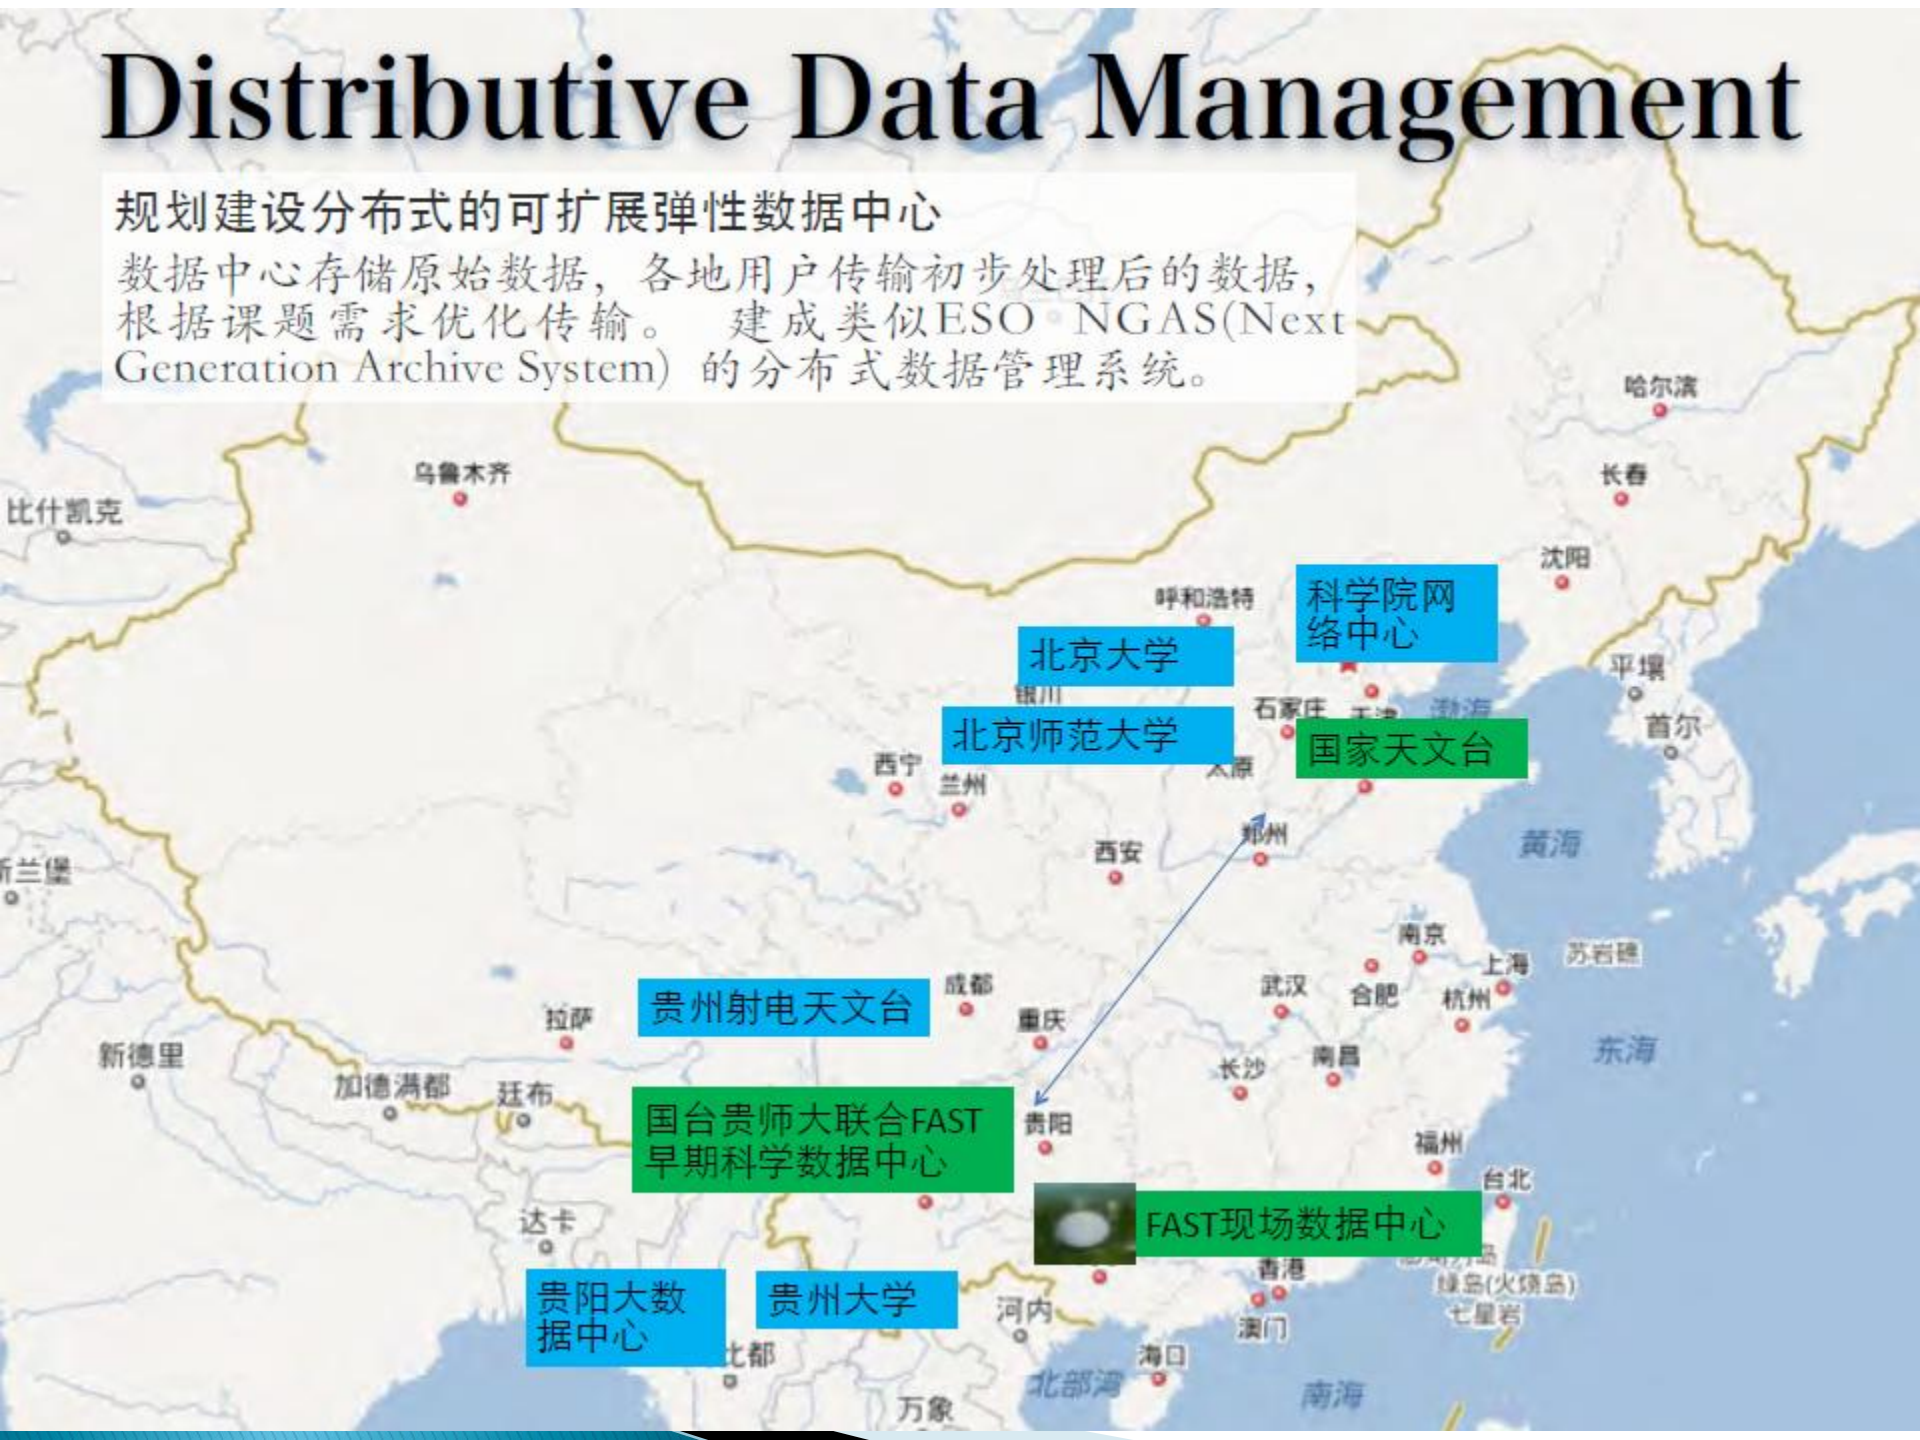 Distributive Data Management
规划建设分布式的可扩展弹性数据中心
数据中心存储原始数据，各地用户传输初步处理后的数据，
根据课题需求优化传输。 建成类似ESO NGAS(Next
Generation Archive System) 的分布式数据管理系统。
哈尔滨
乌鲁木齐
长春
比什凯克
沈阳
呼和浩特
科学院网
络中心
北京大学
平壤
银川
石家庄
天津
渤海
首尔
北京师范大学
国家天文台
太原
西宁
兰州
郑州
黄海
西安
新兰堡
南京
苏岩礁
上海
成都
武汉
合肥
杭州
贵州射电天文台
拉萨
重庆
东海
新德里
长沙
南昌
加德满都
廷布
国台贵师大联合FAST
早期科学数据中心
贵阳
福州
台北
达卡
FAST现场数据中心
香港
绿岛(火烧岛)
七星岩
贵阳大数
据中心
贵州大学
河内
澳门
比都
海口
北部湾
南海
万象